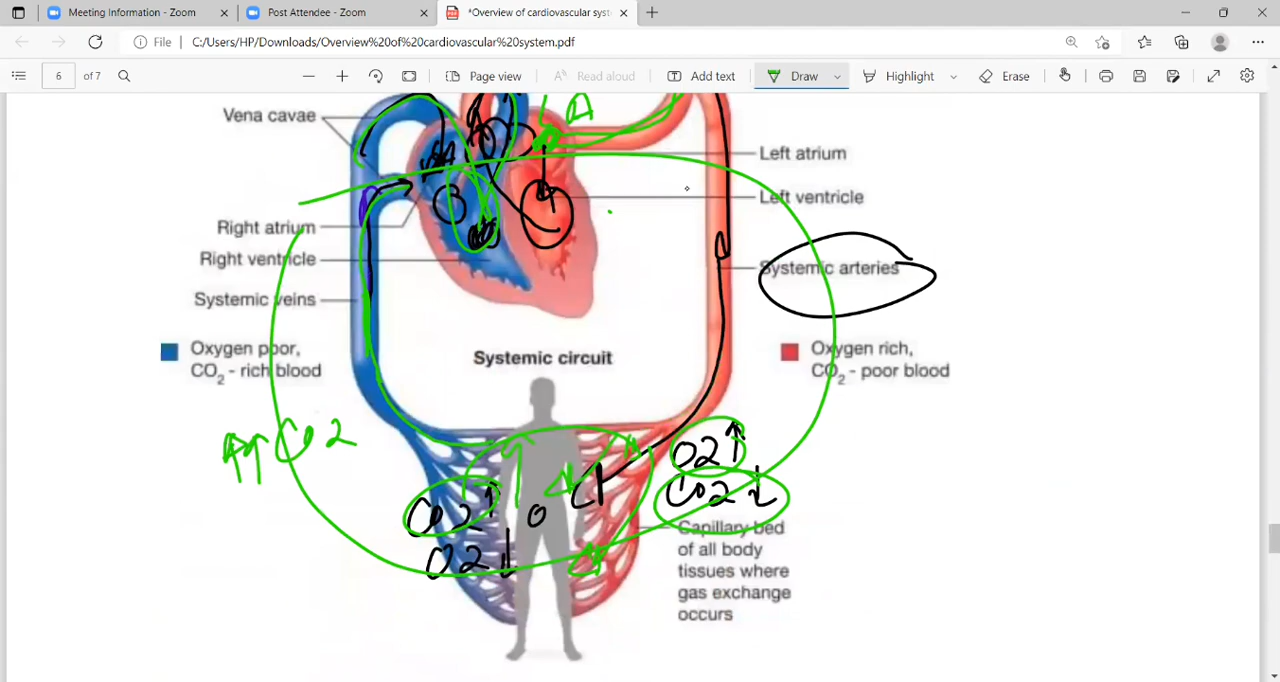 Meeting Information - Zoom
Post Attendee - Zoom
*Overview of cardiovascular syst
File
C:/Users/HP/Downloads/Overview%20of%20cardiovascular%20system.pdf
6 of 7
Page view
Read aloud
Add text
Draw
Highlight
Erase
Vena cavae
A
Left atrium
Left ventricle
Right atrium
Right ventricle
Systemic arteries
Systemic veins
Oxygen poor,
CO2 - rich blood
Systemic circuit
Oxygen rich,
CO2 - poor blood
CO2
O2↑
CO2↓
CO2↑
O2↓
Capillary bed
of all body
tissues where
gas exchange
occurs